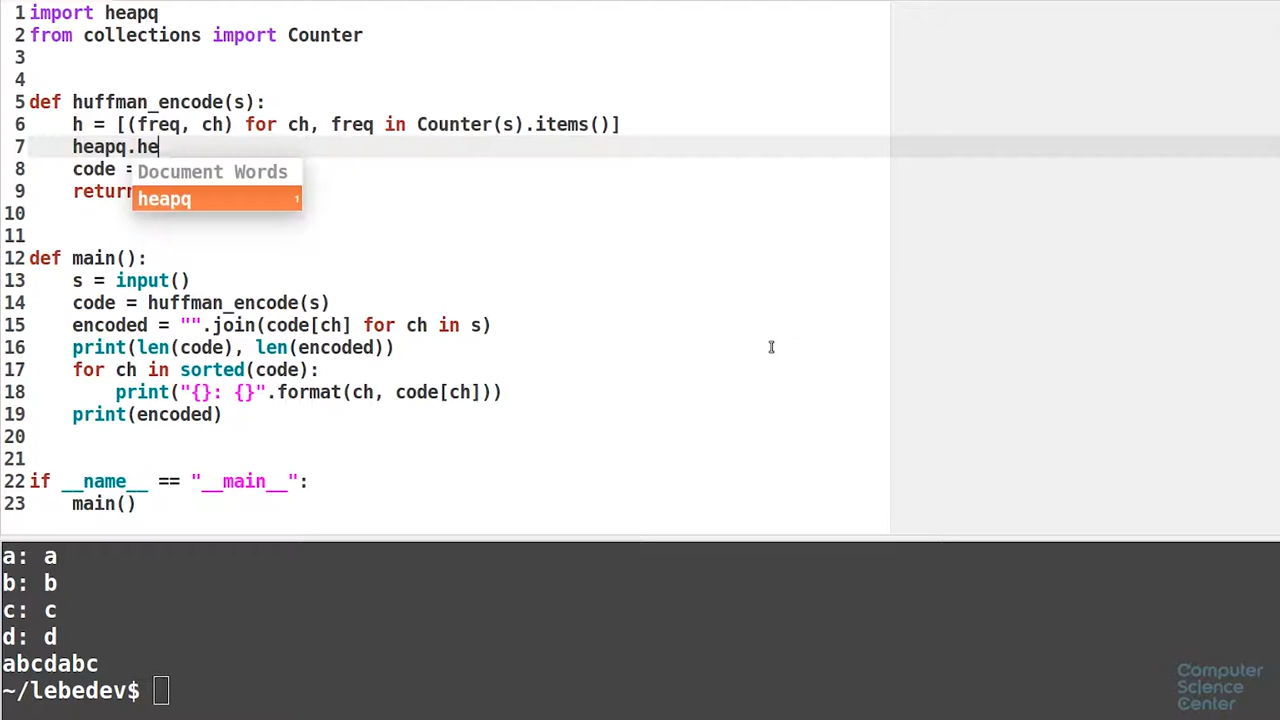 1 import heapq
2 from collections import Counter
3
4
5 def huffman_encode(s):
6     h = [(freq, ch) for ch, freq in Counter(s).items()]
7     heapq.he
8     code =
Document Words
9     return
heapq 1
10
11
12 def main():
13     s = input()
14     code = huffman_encode(s)
15     encoded = "".join(code[ch] for ch in s)
16     print(len(code), len(encoded))
17     for ch in sorted(code):
18         print("{}: {}".format(ch, code[ch]))
19     print(encoded)
20
21
22 if __name__ == "__main__":
23     main()
a: a
b: b
c: c
d: d
abcdabc
~/lebedev$
Computer
Science
Center